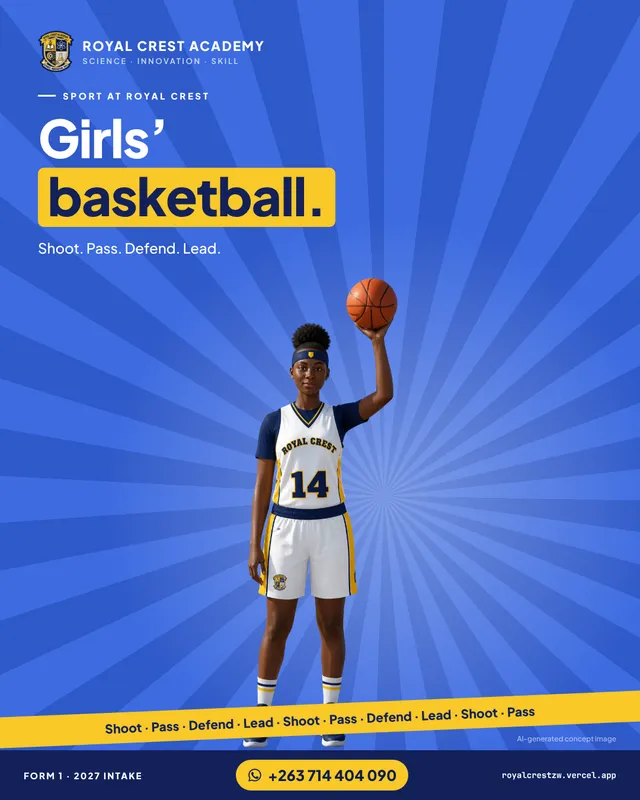 ROYAL CREST ACADEMY
SCIENCE · INNOVATION · SKILL
SPORT AT ROYAL CREST
Girls’
basketball.
Shoot. Pass. Defend. Lead.
ROYAL CREST
14
Shoot · Pass · Defend · Lead · Shoot · Pass · Defend · Lead · Shoot · Pass
AI-generated concept image
FORM 1 · 2027 INTAKE
+263 714 404 090
royalcrestzw.vercel.app